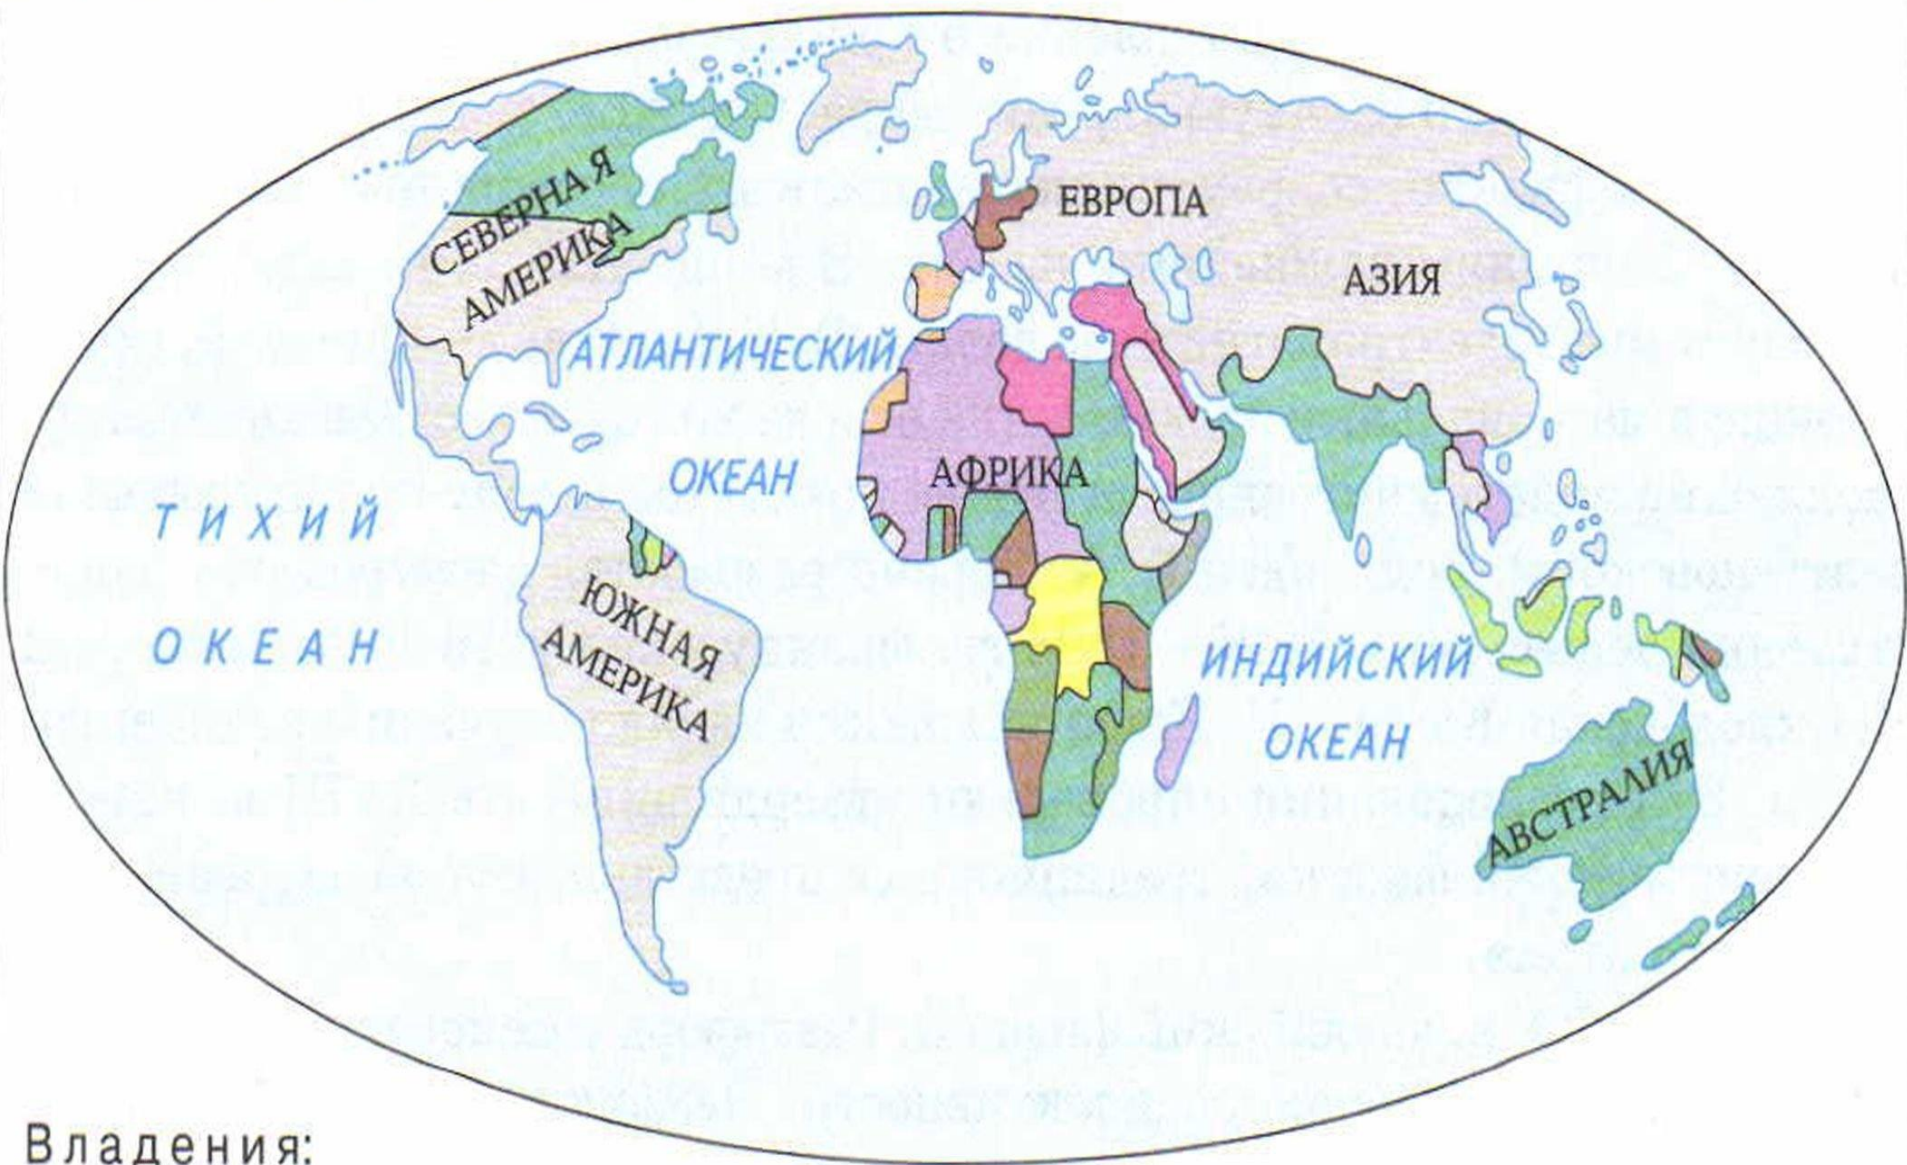 СЕВЕРНАЯ
АМЕРИКА
ЕВРОПА
АЗИЯ
АТЛАНТИЧЕСКИЙ
ОКЕАН
АФРИКА
ТИХИЙ
ОКЕАН
ЮЖНАЯ
АМЕРИКА
ИНДИЙСКИЙ
ОКЕАН
АВСТРАЛИЯ
Владения: